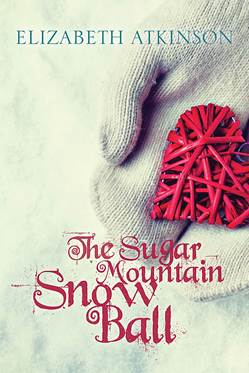 ELIZABETH ATKINSON
The Sugar
Mountain
Snow
Ball